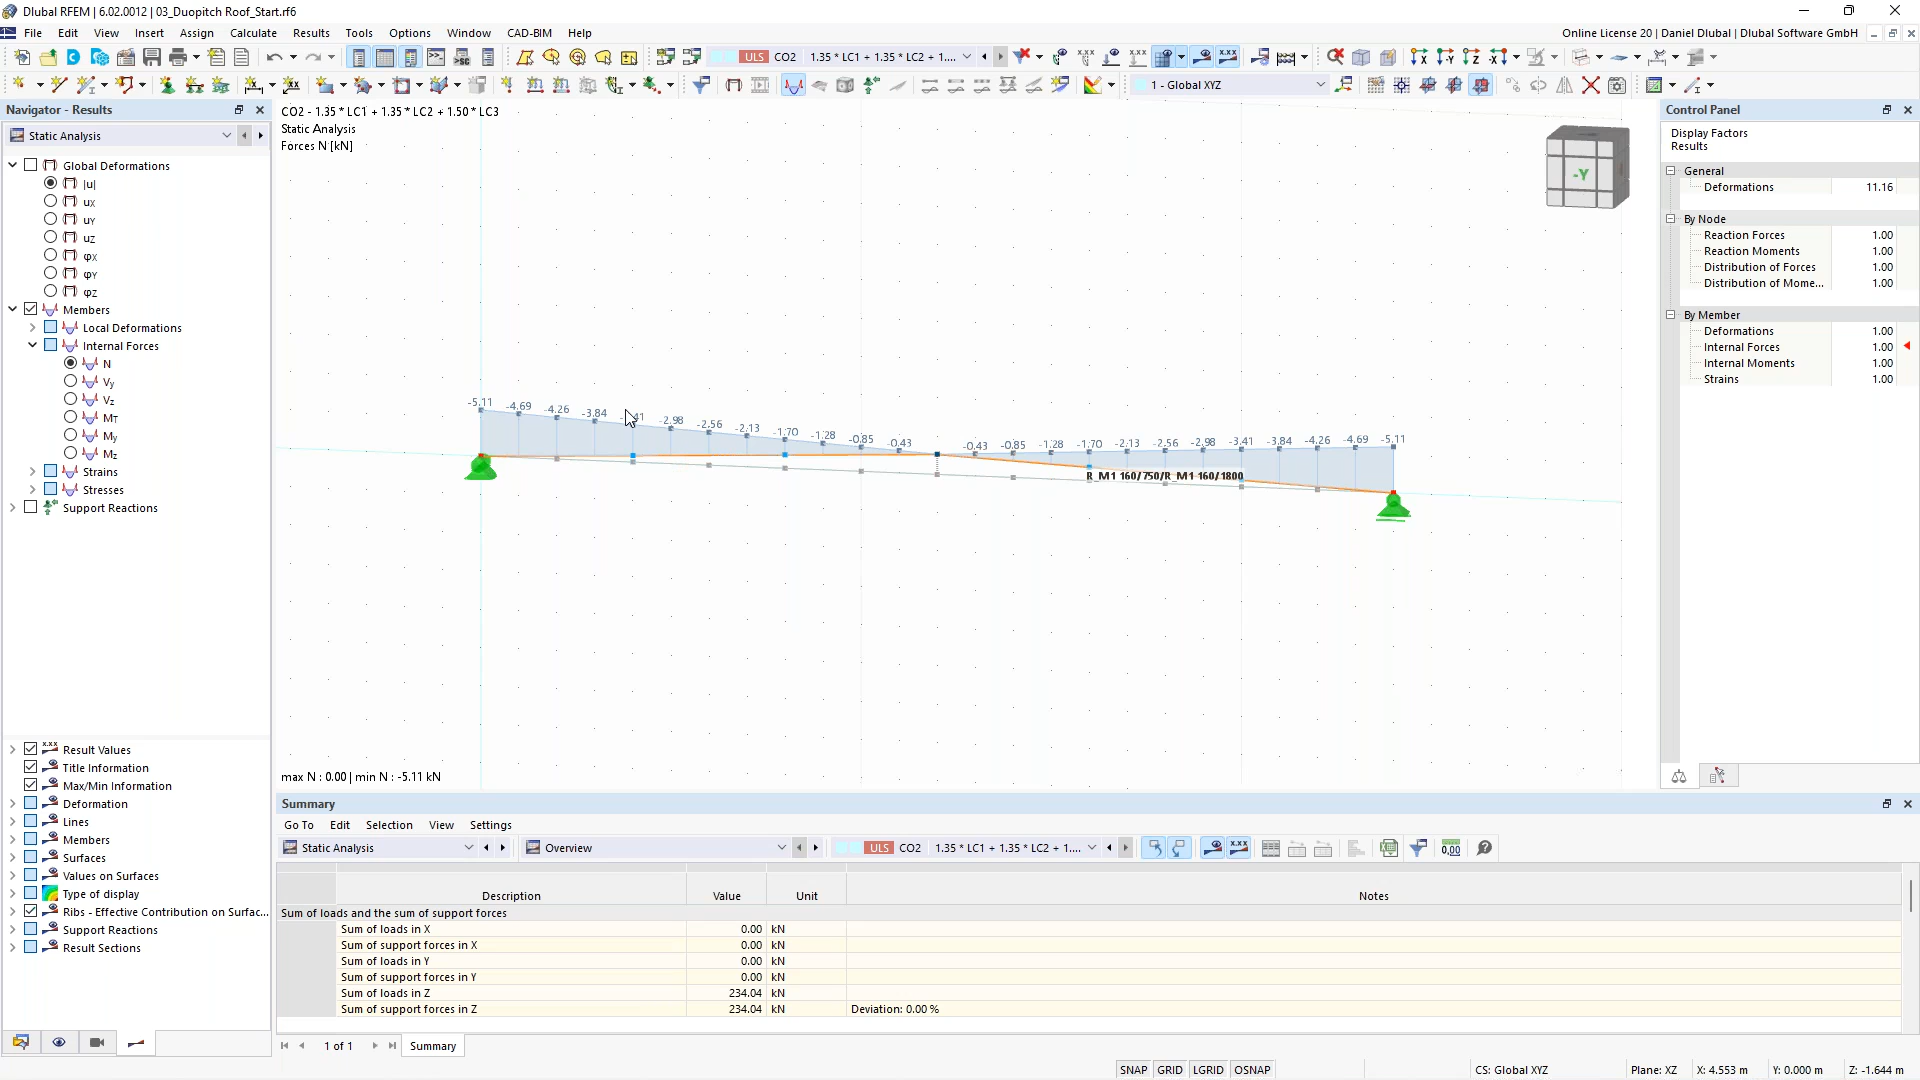 Dlubal RFEM | 6.02.0012 | 03_Duopitch Roof_Start.rf6
File Edit View Insert Assign Calculate Results Tools Options Window CAD-BIM Help
Online License 20 | Daniel Dlubal | Dlubal Software GmbH
ULS CO2 1.35 * LC1 + 1.35 * LC2 + 1....
1 - Global XYZ
Navigator - Results
Static Analysis
Global Deformations
|u|
uX
uY
uZ
φX
φY
φZ
Members
Local Deformations
Internal Forces
N
Vy
Vz
MT
My
Mz
Strains
Stresses
Support Reactions
Result Values
Title Information
Max/Min Information
Deformation
Lines
Members
Surfaces
Values on Surfaces
Type of display
Ribs - Effective Contribution on Surfac...
Support Reactions
Result Sections
CO2 - 1.35 * LC1 + 1.35 * LC2 + 1.50 * LC3
Static Analysis
Forces N [kN]
-Y
-5.11 -4.69 -4.26 -3.84 41 -2.98 -2.56 -2.13 -1.70 -1.28 -0.85 -0.43 -0.43 -0.85 -1.28 -1.70 -2.13 -2.56 -2.98 -3.41 -3.84 -4.26 -4.69 -5.11
R_M1 160/750/R_M1 160/1800
max N : 0.00 | min N : -5.11 kN
Control Panel
Display Factors
Results
General
Deformations 11.16
By Node
Reaction Forces 1.00
Reaction Moments 1.00
Distribution of Forces 1.00
Distribution of Mome... 1.00
By Member
Deformations 1.00
Internal Forces 1.00
Internal Moments 1.00
Strains 1.00
Summary
Go To Edit Selection View Settings
Static Analysis Overview ULS CO2 1.35 * LC1 + 1.35 * LC2 + 1....
Description Value Unit Notes
Sum of loads and the sum of support forces
Sum of loads in X 0.00 kN
Sum of support forces in X 0.00 kN
Sum of loads in Y 0.00 kN
Sum of support forces in Y 0.00 kN
Sum of loads in Z 234.04 kN
Sum of support forces in Z 234.04 kN Deviation: 0.00 %
1 of 1 Summary
SNAP GRID LGRID OSNAP CS: Global XYZ Plane: XZ X: 4.553 m Y: 0.000 m Z: -1.644 m